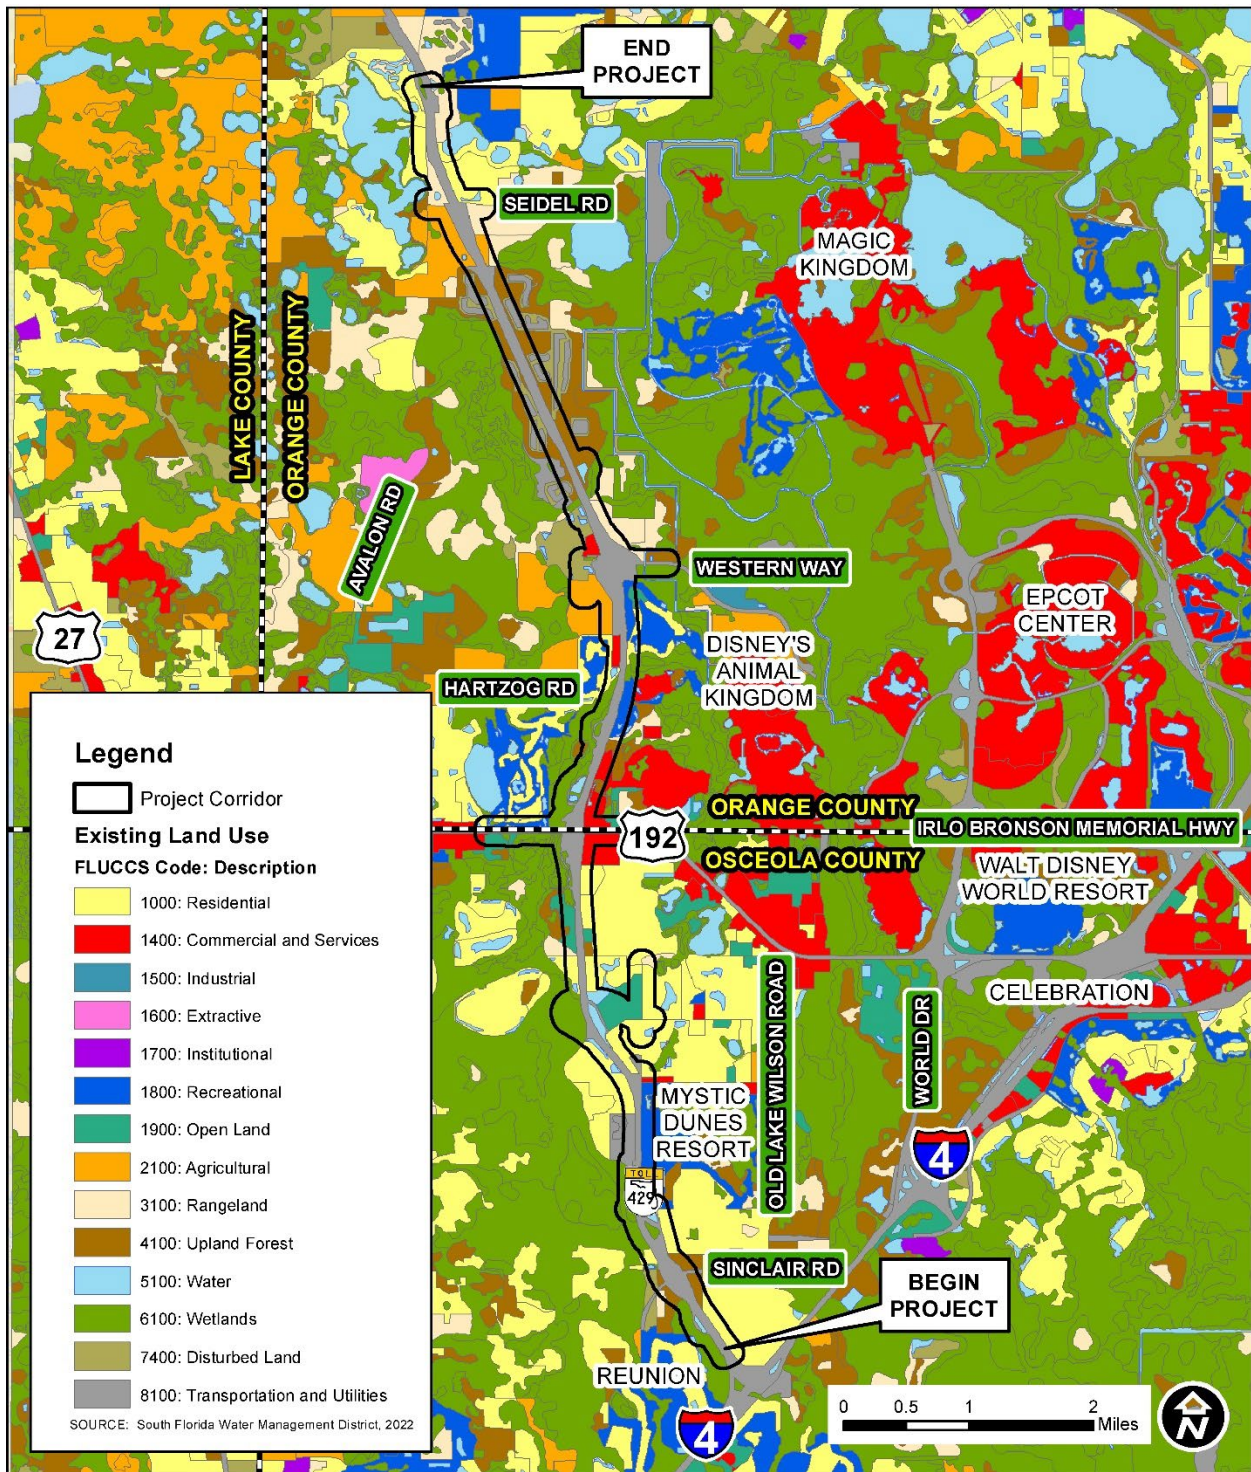 END
PROJECT
SEIDEL RD
MAGIC
KINGDOM
LAKE COUNTY
ORANGE COUNTY
AVALON RD
WESTERN WAY
EPCOT
CENTER
27
DISNEY'S
ANIMAL
KINGDOM
HARTZOG RD
ORANGE COUNTY
192
IRLO BRONSON MEMORIAL HWY
OSCEOLA COUNTY
WALT DISNEY
WORLD RESORT
OLD LAKE WILSON ROAD
WORLD DR
CELEBRATION
MYSTIC
DUNES
RESORT
4
TOLL
429
SINCLAIR RD
BEGIN
PROJECT
REUNION
4
Legend
Project Corridor
Existing Land Use
FLUCCS Code: Description
1000: Residential
1400: Commercial and Services
1500: Industrial
1600: Extractive
1700: Institutional
1800: Recreational
1900: Open Land
2100: Agricultural
3100: Rangeland
4100: Upland Forest
5100: Water
6100: Wetlands
7400: Disturbed Land
8100: Transportation and Utilities
SOURCE: South Florida Water Management District, 2022
0 0.5 1 2
Miles
N